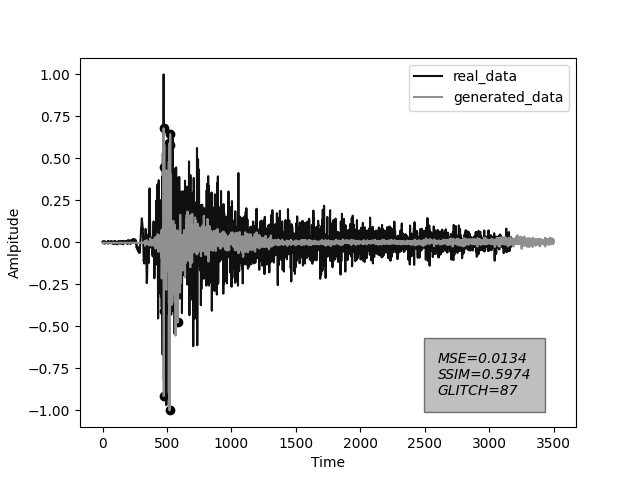 1.00
0.75
0.50
0.25
0.00
−0.25
−0.50
−0.75
−1.00
Amlpitude
real_data
generated_data
MSE=0.0134
SSIM=0.5974
GLITCH=87
0 500 1000 1500 2000 2500 3000 3500
Time